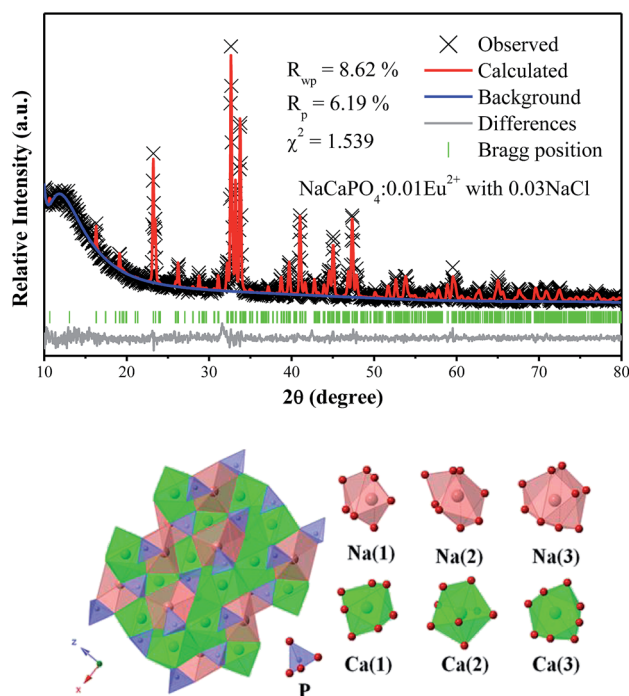 Observed
R_wp = 8.62 %
Calculated
Background
R_p = 6.19 %
Differences
χ² = 1.539
Bragg position
NaCaPO₄:0.01Eu²⁺ with 0.03NaCl
Relative Intensity (a.u.)
10 20 30 40 50 60 70 80
2θ (degree)
Na(1) Na(2) Na(3)
z
x
P
Ca(1) Ca(2) Ca(3)